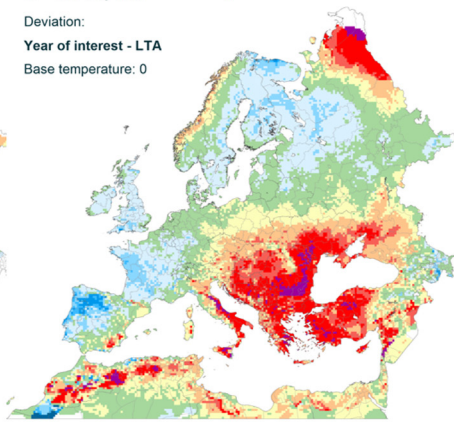 Deviation:
Year of interest - LTA
Base temperature: 0